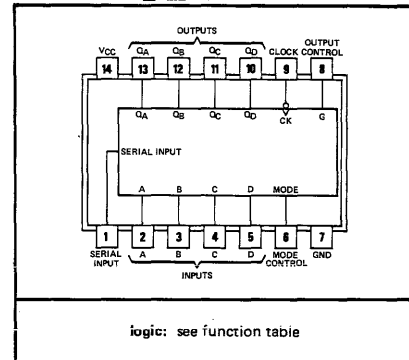 OUTPUTS
VCC QA QB QC QD CLOCK OUTPUT CONTROL
14 13 12 11 10 9 8
QA QB QC QD CK G
SERIAL INPUT
A B C D MODE
1 2 3 4 5 6 7
SERIAL INPUT A B C D MODE CONTROL GND
INPUTS
logic: see function table